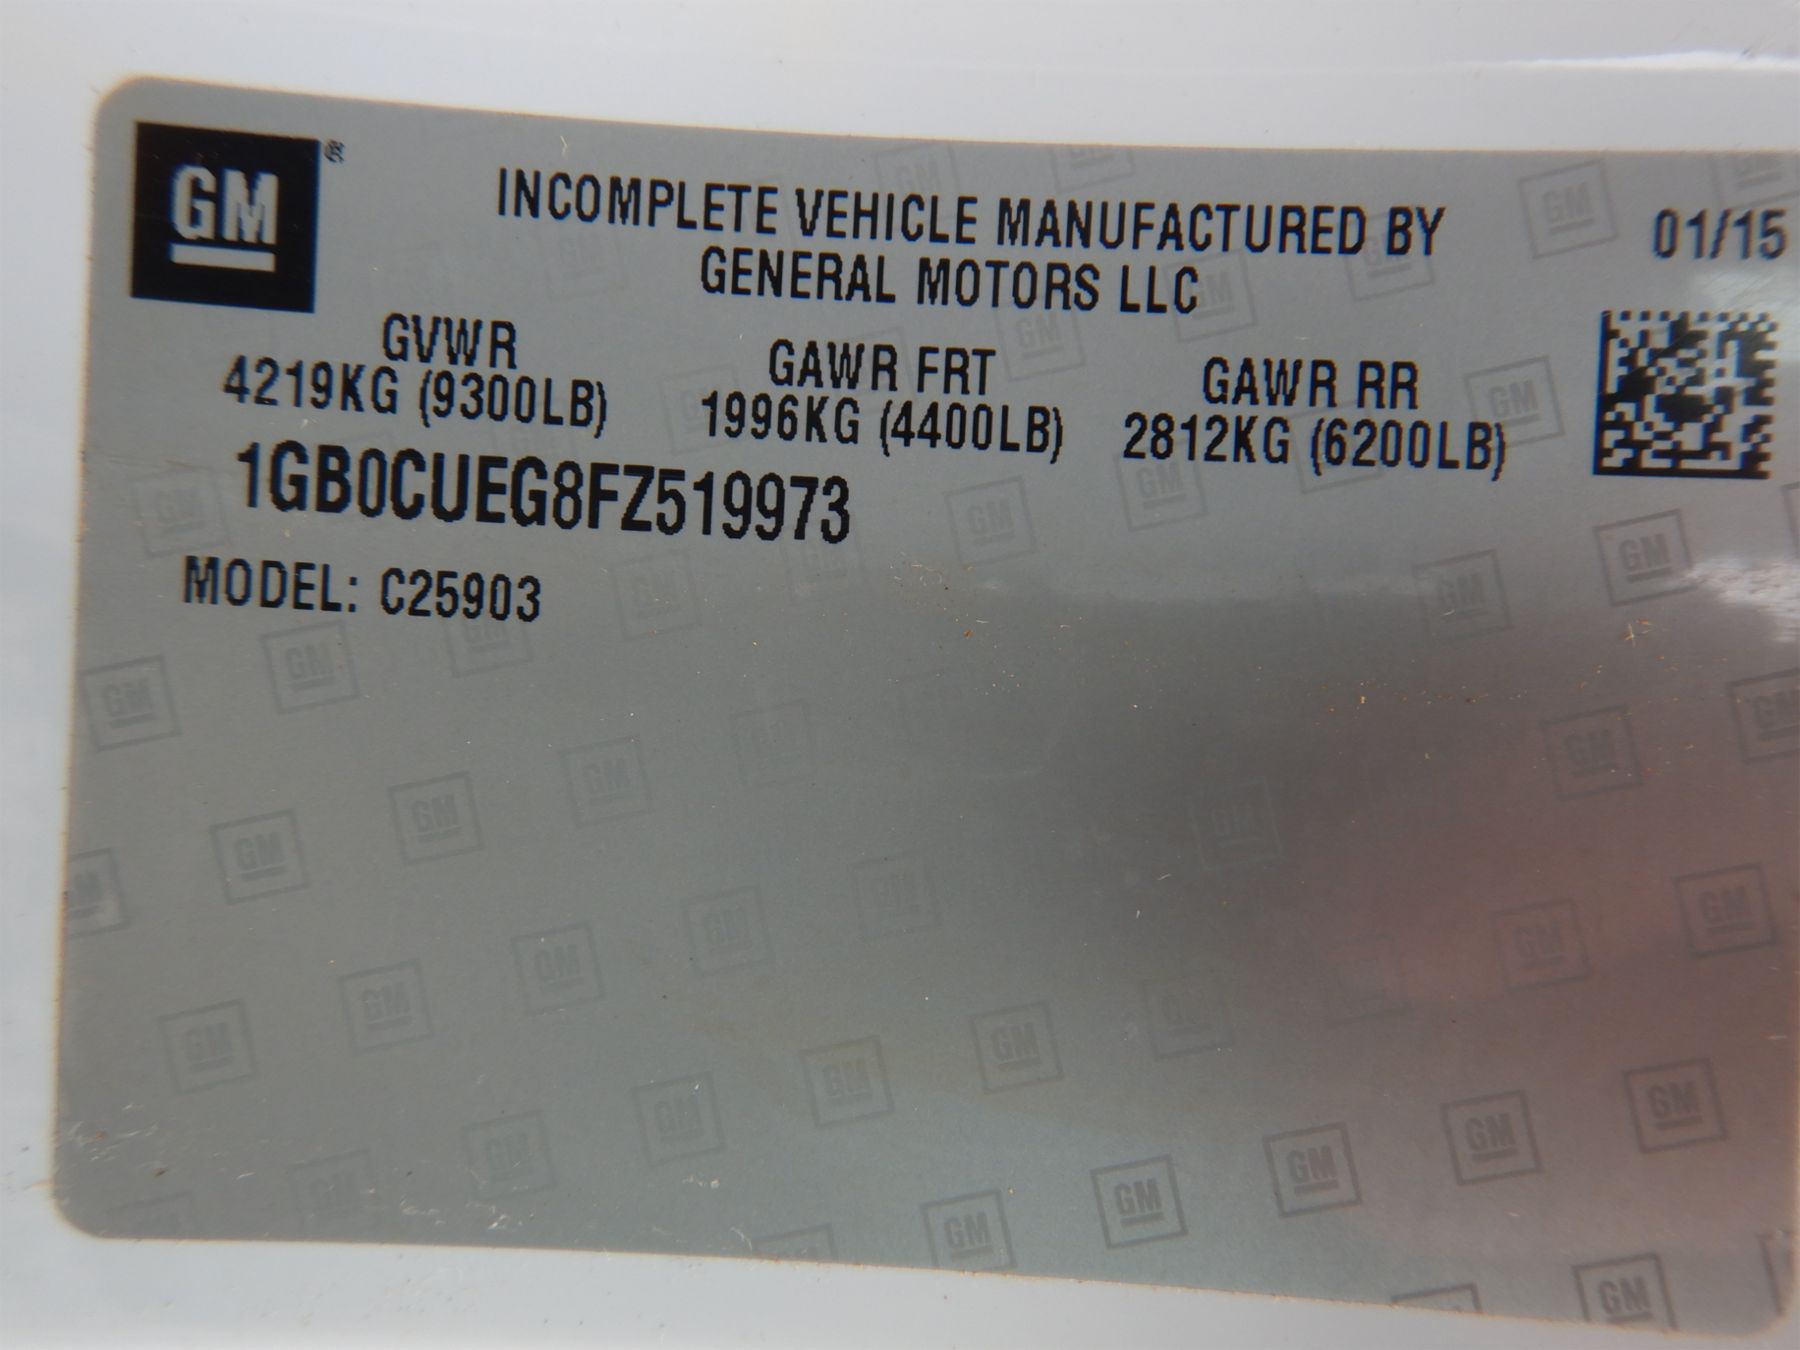 GM®
INCOMPLETE VEHICLE MANUFACTURED BY
GENERAL MOTORS LLC
01/15
GVWR
4219KG (9300LB)
GAWR FRT
1996KG (4400LB)
GAWR RR
2812KG (6200LB)
1GB0CUEG8FZ519973
MODEL: C25903